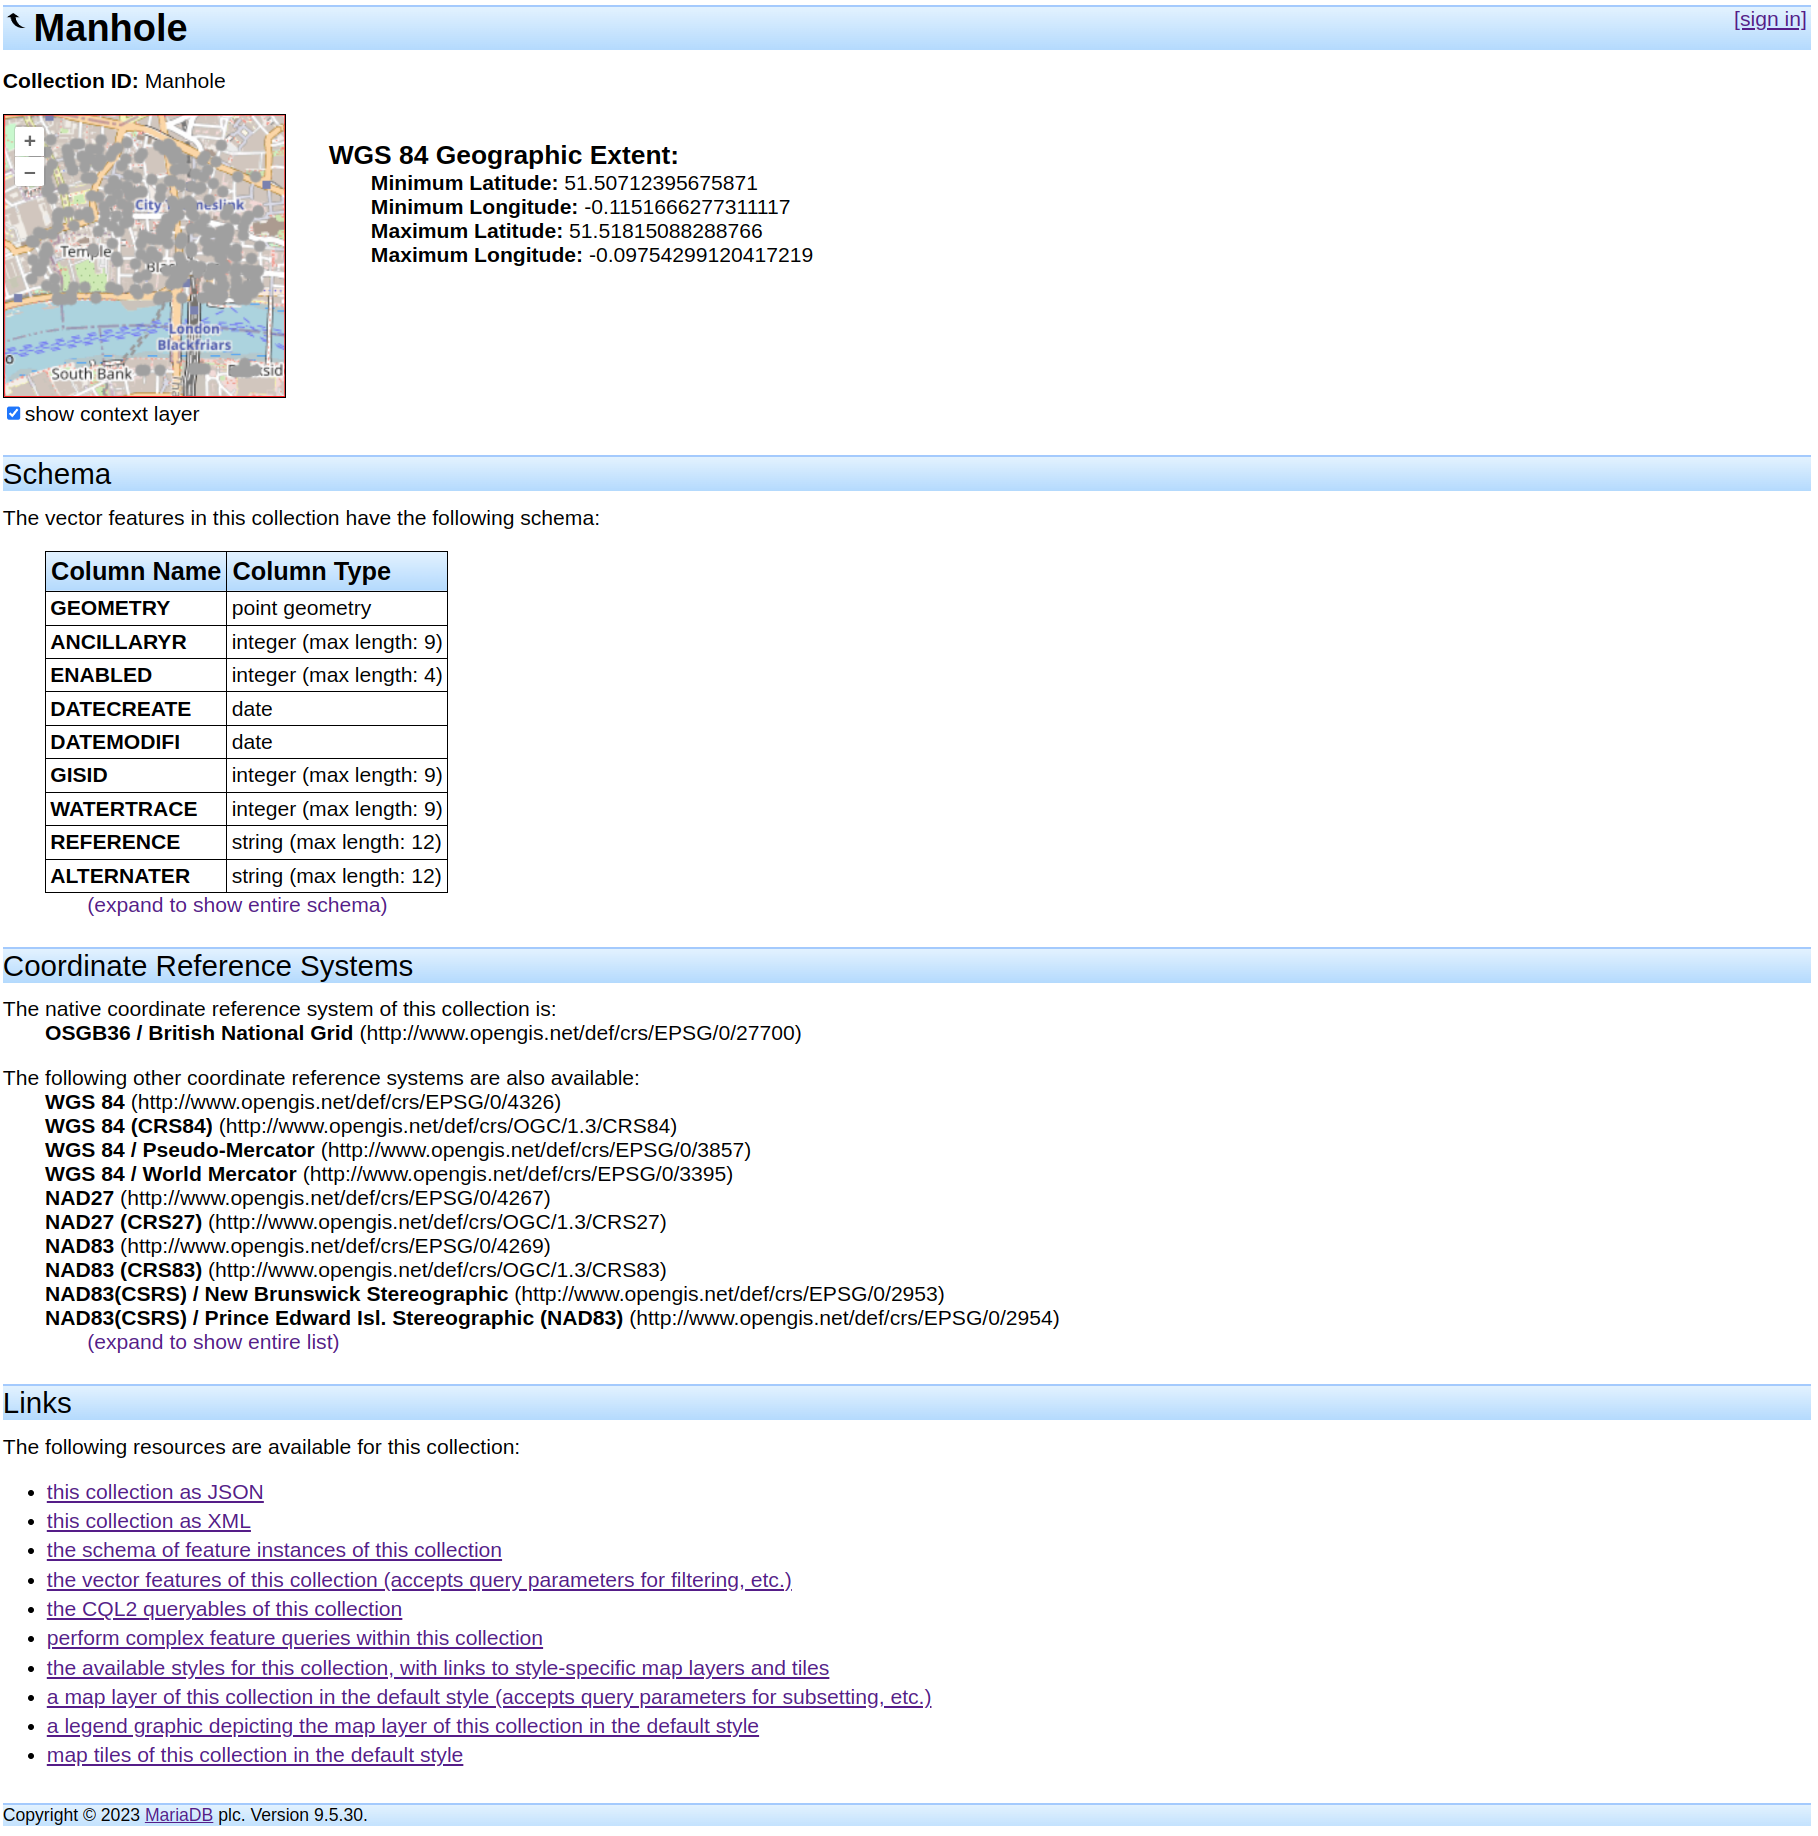 Manhole
[sign in]
Collection ID: Manhole
+
−
City
Temple
London
Blackfriars
South Bank
WGS 84 Geographic Extent:
Minimum Latitude: 51.50712395675871
Minimum Longitude: -0.1151666277311117
Maximum Latitude: 51.51815088288766
Maximum Longitude: -0.09754299120417219
show context layer
Schema
The vector features in this collection have the following schema:
Column Name Column Type
GEOMETRY point geometry
ANCILLARYR integer (max length: 9)
ENABLED integer (max length: 4)
DATECREATE date
DATEMODIFI date
GISID integer (max length: 9)
WATERTRACE integer (max length: 9)
REFERENCE string (max length: 12)
ALTERNATER string (max length: 12)
(expand to show entire schema)
Coordinate Reference Systems
The native coordinate reference system of this collection is:
OSGB36 / British National Grid (http://www.opengis.net/def/crs/EPSG/0/27700)
The following other coordinate reference systems are also available:
WGS 84 (http://www.opengis.net/def/crs/EPSG/0/4326)
WGS 84 (CRS84) (http://www.opengis.net/def/crs/OGC/1.3/CRS84)
WGS 84 / Pseudo-Mercator (http://www.opengis.net/def/crs/EPSG/0/3857)
WGS 84 / World Mercator (http://www.opengis.net/def/crs/EPSG/0/3395)
NAD27 (http://www.opengis.net/def/crs/EPSG/0/4267)
NAD27 (CRS27) (http://www.opengis.net/def/crs/OGC/1.3/CRS27)
NAD83 (http://www.opengis.net/def/crs/EPSG/0/4269)
NAD83 (CRS83) (http://www.opengis.net/def/crs/OGC/1.3/CRS83)
NAD83(CSRS) / New Brunswick Stereographic (http://www.opengis.net/def/crs/EPSG/0/2953)
NAD83(CSRS) / Prince Edward Isl. Stereographic (NAD83) (http://www.opengis.net/def/crs/EPSG/0/2954)
(expand to show entire list)
Links
The following resources are available for this collection:
• this collection as JSON
• this collection as XML
• the schema of feature instances of this collection
• the vector features of this collection (accepts query parameters for filtering, etc.)
• the CQL2 queryables of this collection
• perform complex feature queries within this collection
• the available styles for this collection, with links to style-specific map layers and tiles
• a map layer of this collection in the default style (accepts query parameters for subsetting, etc.)
• a legend graphic depicting the map layer of this collection in the default style
• map tiles of this collection in the default style
Copyright © 2023 MariaDB plc. Version 9.5.30.